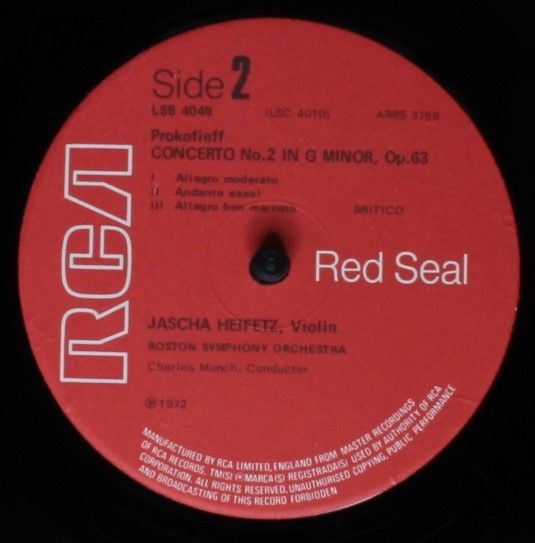 RCA
Side 2
LSB 4048 (LSC 4010) ARRS 3756
Prokofieff
CONCERTO No.2 IN G MINOR, Op.63
I Allegro moderato
II Andante assai
III Allegro ben marcato BRITICO
Red Seal
JASCHA HEIFETZ, Violin
BOSTON SYMPHONY ORCHESTRA
Charles Munch, Conductor
℗1972
MANUFACTURED BY RCA LIMITED, ENGLAND FROM MASTER RECORDINGS
OF RCA RECORDS. TM(S) ® MARCA(S) REGISTRADA(S) USED BY AUTHORITY OF RCA
CORPORATION. ALL RIGHTS RESERVED, UNAUTHORISED COPYING, PUBLIC PERFORMANCE
AND BROADCASTING OF THIS RECORD FORBIDDEN